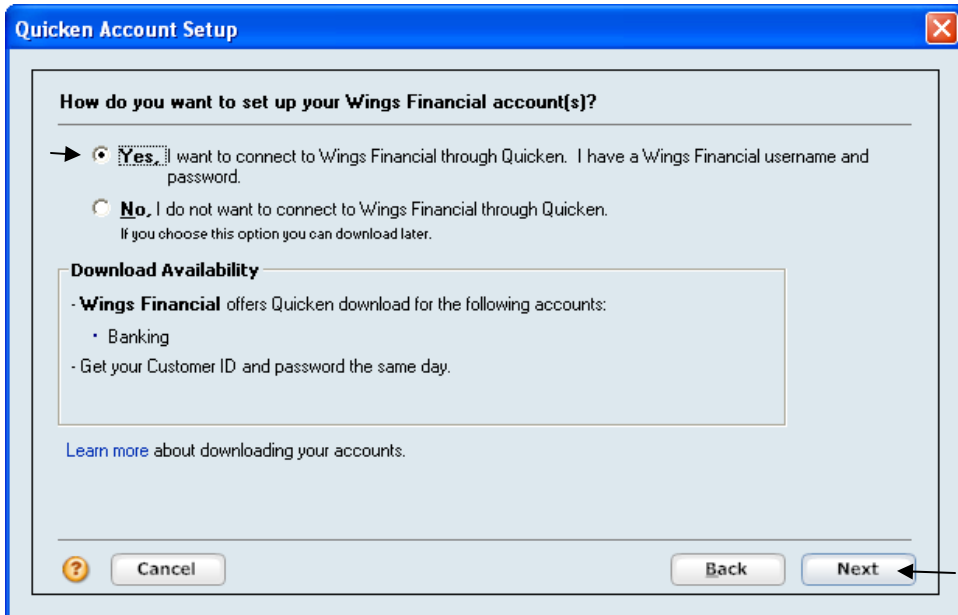 Quicken Account Setup
How do you want to set up your Wings Financial account(s)?
Yes, I want to connect to Wings Financial through Quicken. I have a Wings Financial username and
password.
No, I do not want to connect to Wings Financial through Quicken.
If you choose this option you can download later.
Download Availability
- Wings Financial offers Quicken download for the following accounts:
• Banking
- Get your Customer ID and password the same day.
Learn more about downloading your accounts.
? Cancel Back Next